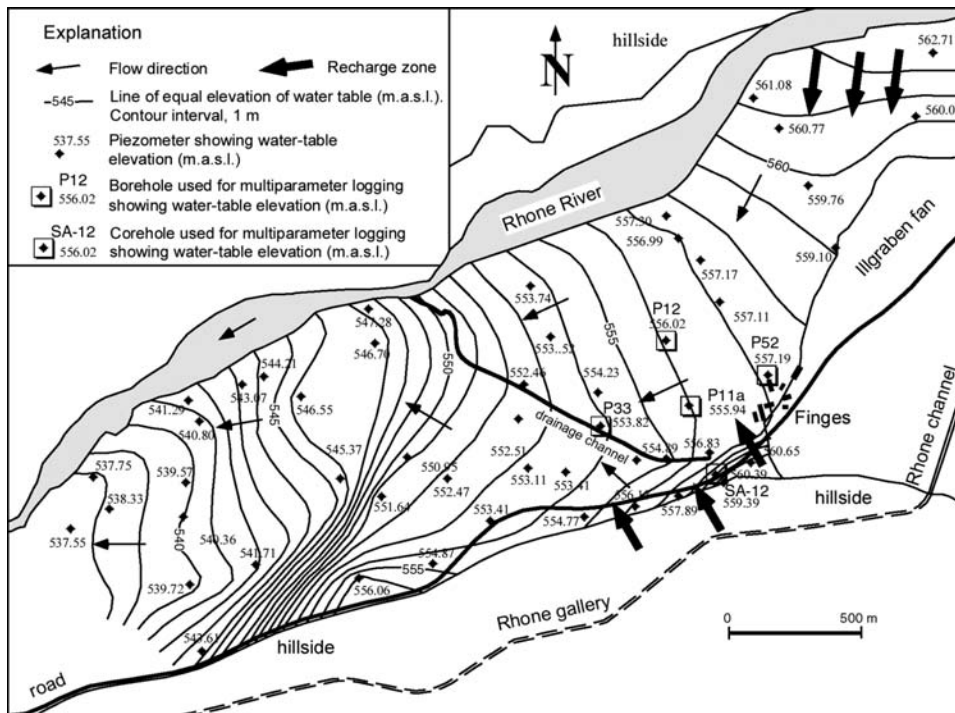 Explanation
Flow direction
Recharge zone
-545- Line of equal elevation of water table (m.a.s.l.).
Contour interval, 1 m
537.55 Piezometer showing water-table
elevation (m.a.s.l.)
P12
556.02 Borehole used for multiparameter logging
showing water-table elevation (m.a.s.l.)
SA-12
556.02 Corehole used for multiparameter logging
showing water-table elevation (m.a.s.l.)
N
hillside
562.71
561.08
560.0
560.77
560
559.76
Rhone River
557.30
556.99
559.10
Illgraben fan
557.17
553.74
557.11
547.28
P12
556.02
555
553..52
546.70
550
P52
557.19
544.21
552.46
554.23
543.07
541.29
546.55
545
P33
553.82
P11a
555.94
Finges
Rhone channel
540.80
drainage channel
552.51
554.89
556.83
560.65
545.37
550.95
553.11
553.41
560.39
537.75
539.57
552.47
SA-12
559.39
hillside
538.33
551.64
556.1
557.89
553.41
554.77
537.55
540
540.36
541.71
554.87
555
539.72
556.06
Rhone gallery
0
500 m
543.61
hillside
road